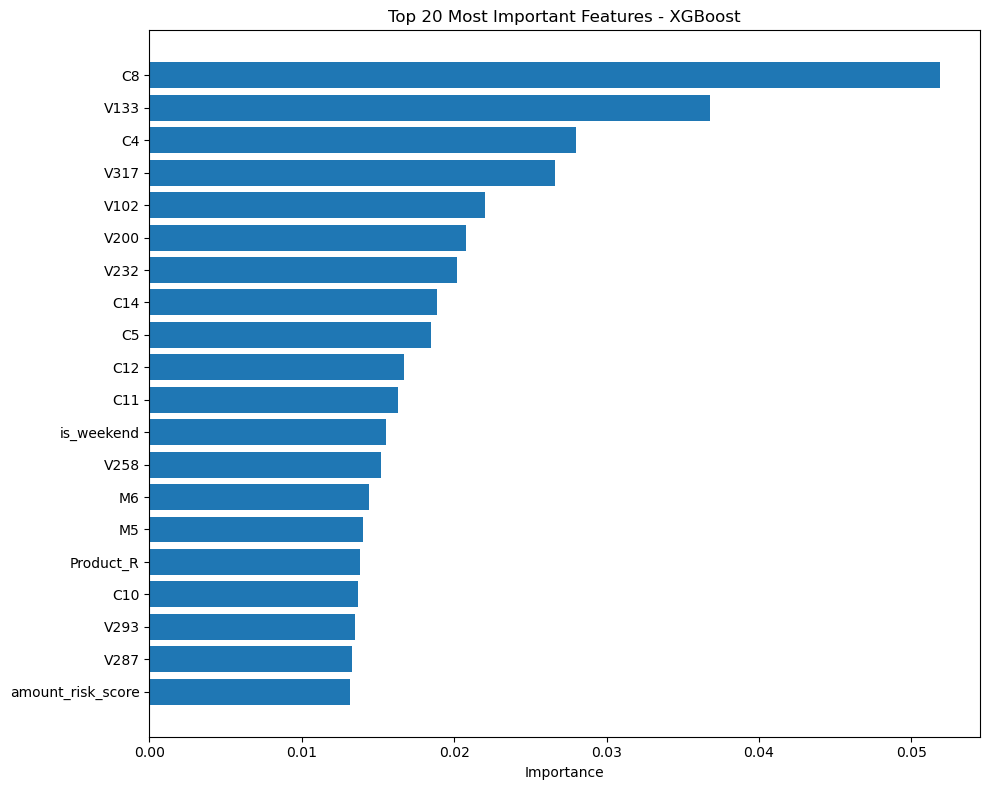 Top 20 Most Important Features - XGBoost
C8
V133
C4
V317
V102
V200
V232
C14
C5
C12
C11
is_weekend
V258
M6
M5
Product_R
C10
V293
V287
amount_risk_score
0.00 0.01 0.02 0.03 0.04 0.05
Importance